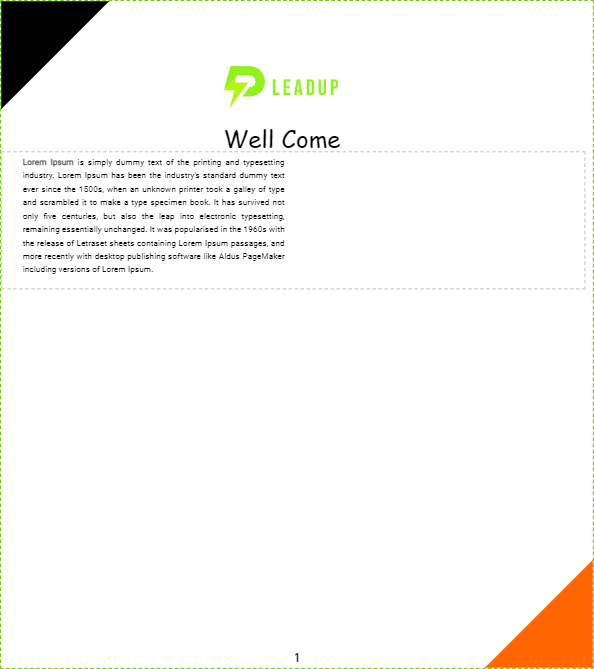 LEADUP
Well Come
Lorem Ipsum is simply dummy text of the printing and typesetting
industry. Lorem Ipsum has been the industry's standard dummy text
ever since the 1500s, when an unknown printer took a galley of type
and scrambled it to make a type specimen book. It has survived not
only five centuries, but also the leap into electronic typesetting,
remaining essentially unchanged. It was popularised in the 1960s with
the release of Letraset sheets containing Lorem Ipsum passages, and
more recently with desktop publishing software like Aldus PageMaker
including versions of Lorem Ipsum.
1